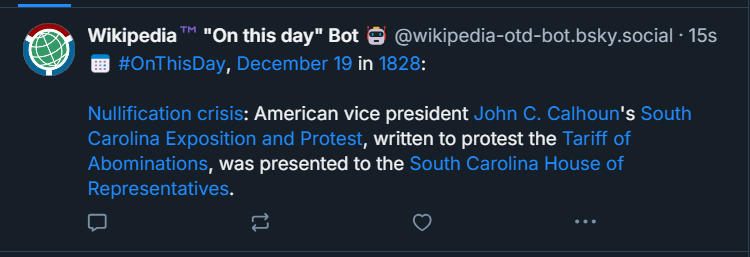 Wikipedia™ "On this day" Bot 🤖 @wikipedia-otd-bot.bsky.social · 15s
📅 #OnThisDay, December 19 in 1828:
Nullification crisis: American vice president John C. Calhoun's South
Carolina Exposition and Protest, written to protest the Tariff of
Abominations, was presented to the South Carolina House of
Representatives.